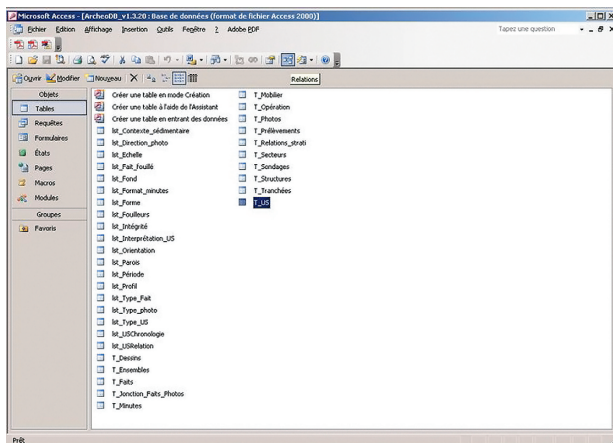 Microsoft Access - [ArcheoDB_v1.3.20 : Base de données (format de fichier Access 2000)]
Fichier Edition Affichage Insertion Outils Fenêtre ? Adobe PDF
Tapez une question
Ouvrir Modifier Nouveau
Relations
Objets
Tables
Requêtes
Formulaires
États
Pages
Macros
Modules
Groupes
Favoris
Créer une table en mode Création
Créer une table à l'aide de l'Assistant
Créer une table en entrant des données
lst_Contexte_sédimentaire
lst_Direction_photo
lst_Echelle
lst_Fait_fouillé
lst_Fond
lst_Format_minutes
lst_Forme
lst_Fouilleurs
lst_Intégrité
lst_Interprétation_US
lst_Orientation
lst_Parois
lst_Période
lst_Profil
lst_Type_Fait
lst_Type_photo
lst_Type_US
lst_USChronologie
lst_USRelation
T_Dessins
T_Ensembles
T_Faits
T_Jonction_Faits_Photos
T_Minutes
T_Mobilier
T_Opération
T_Photos
T_Prélèvements
T_Relations_strati
T_Secteurs
T_Sondages
T_Structures
T_Tranchées
T_US
Prêt